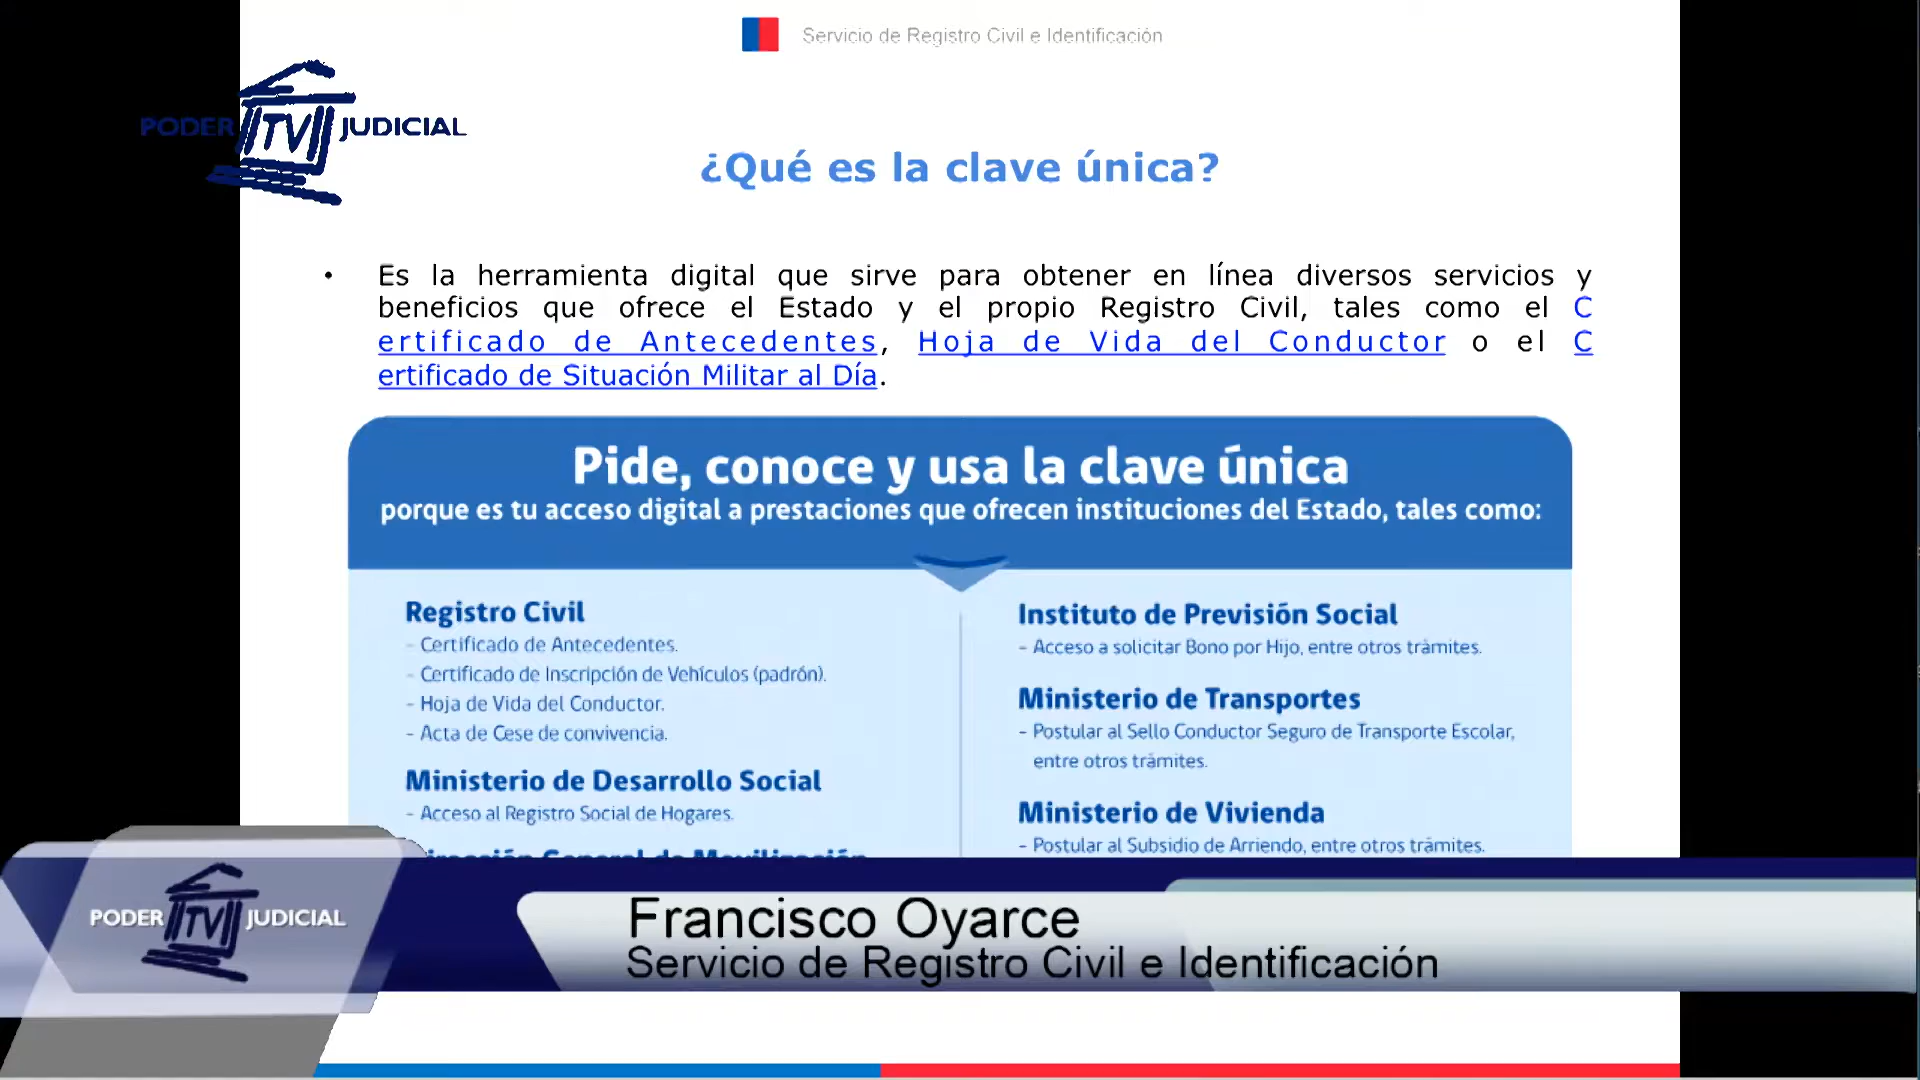 Servicio de Registro Civil e Identificación
PODER TV JUDICIAL
¿Qué es la clave única?
• Es la herramienta digital que sirve para obtener en línea diversos servicios y
beneficios que ofrece el Estado y el propio Registro Civil, tales como el C
ertificado de Antecedentes, Hoja de Vida del Conductor o el C
ertificado de Situación Militar al Día.
Pide, conoce y usa la clave única
porque es tu acceso digital a prestaciones que ofrecen instituciones del Estado, tales como:
Registro Civil
- Certificado de Antecedentes.
- Certificado de Inscripción de Vehículos (padrón).
- Hoja de Vida del Conductor.
- Acta de Cese de convivencia.
Ministerio de Desarrollo Social
- Acceso al Registro Social de Hogares.
Dirección General de Movilización
Instituto de Previsión Social
- Acceso a solicitar Bono por Hijo, entre otros trámites.
Ministerio de Transportes
- Postular al Sello Conductor Seguro de Transporte Escolar,
entre otros trámites.
Ministerio de Vivienda
- Postular al Subsidio de Arriendo, entre otros trámites.
PODER TV JUDICIAL
Francisco Oyarce
Servicio de Registro Civil e Identificación